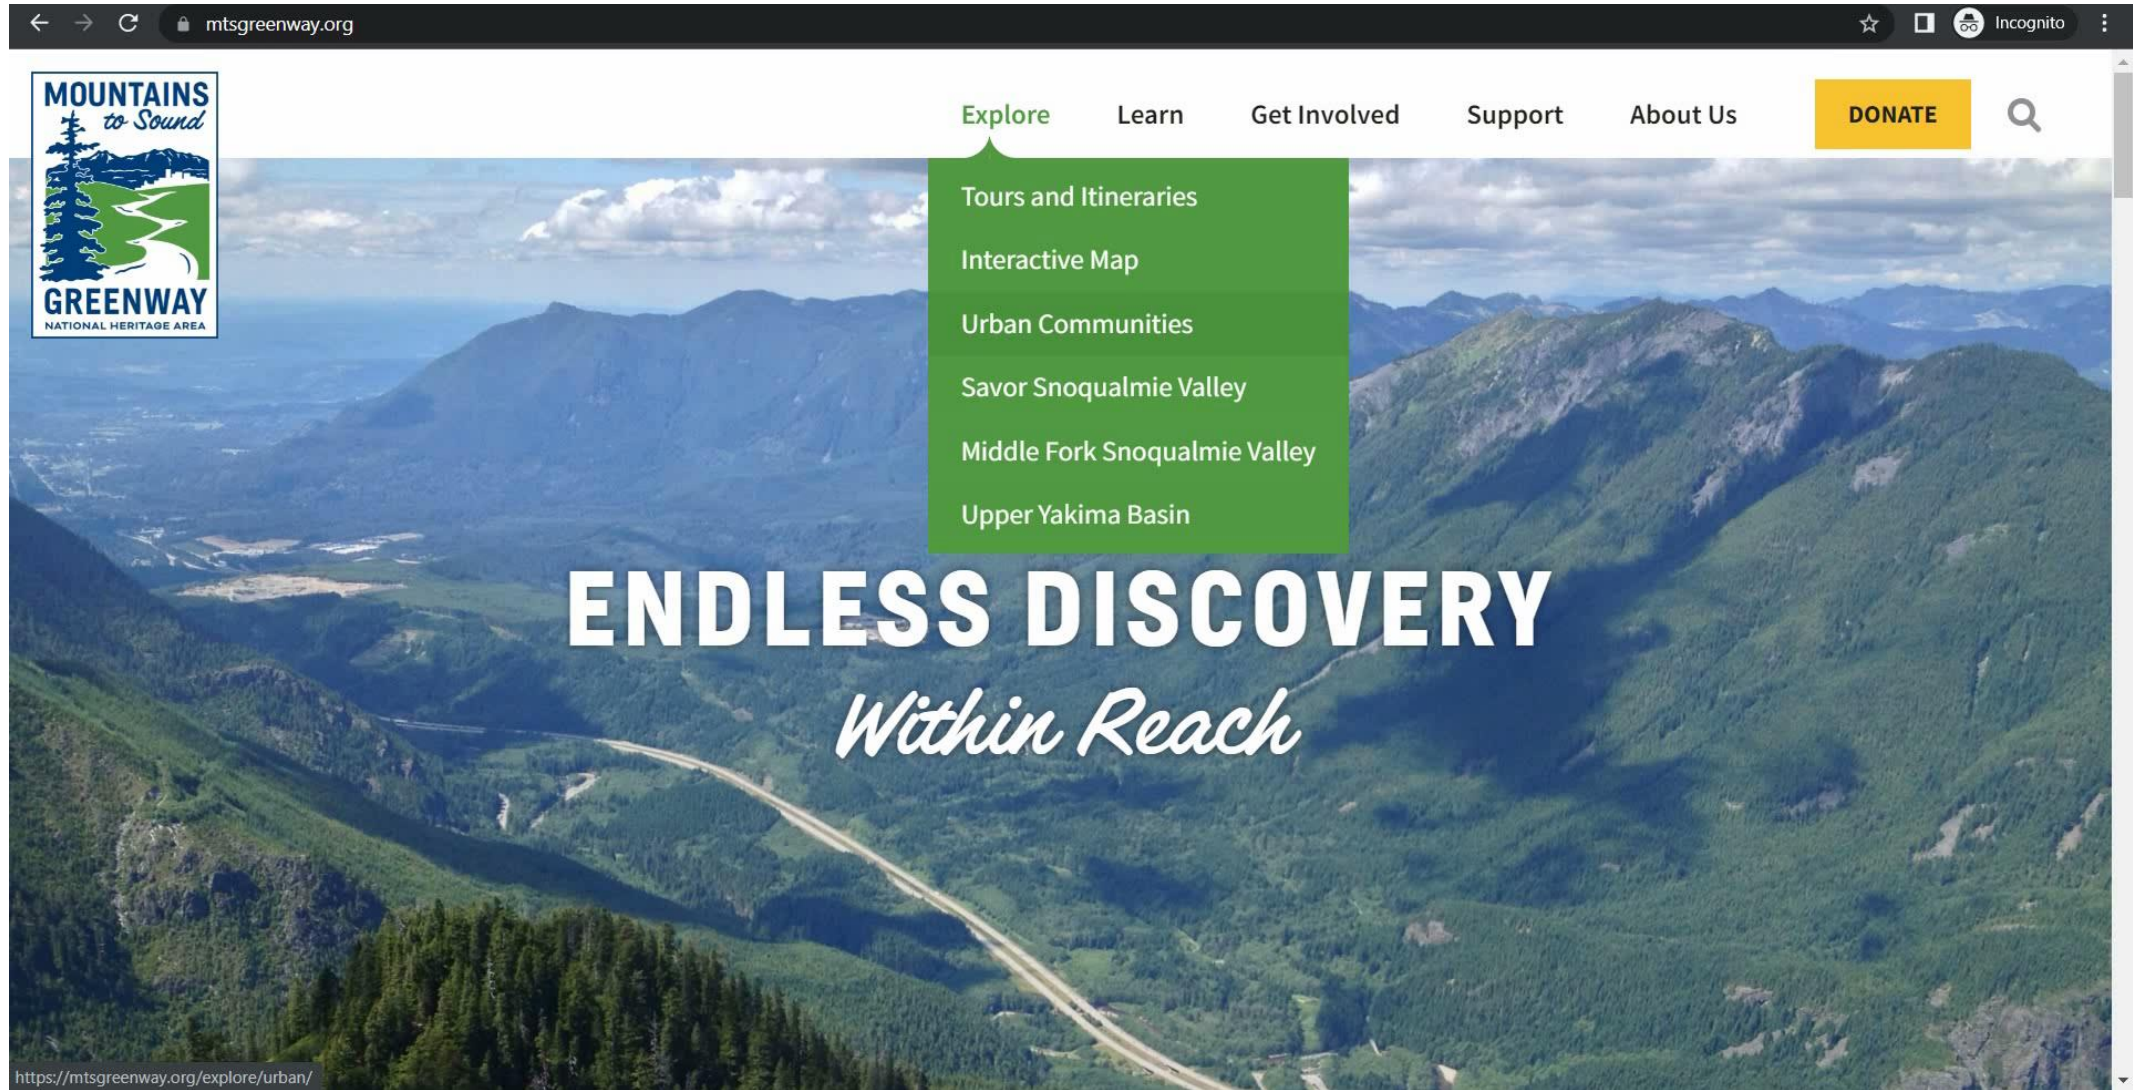 mtsgreenway.org
Incognito
MOUNTAINS
to Sound
GREENWAY
NATIONAL HERITAGE AREA
Explore Learn Get Involved Support About Us DONATE
Tours and Itineraries
Interactive Map
Urban Communities
Savor Snoqualmie Valley
Middle Fork Snoqualmie Valley
Upper Yakima Basin
ENDLESS DISCOVERY
Within Reach
https://mtsgreenway.org/explore/urban/